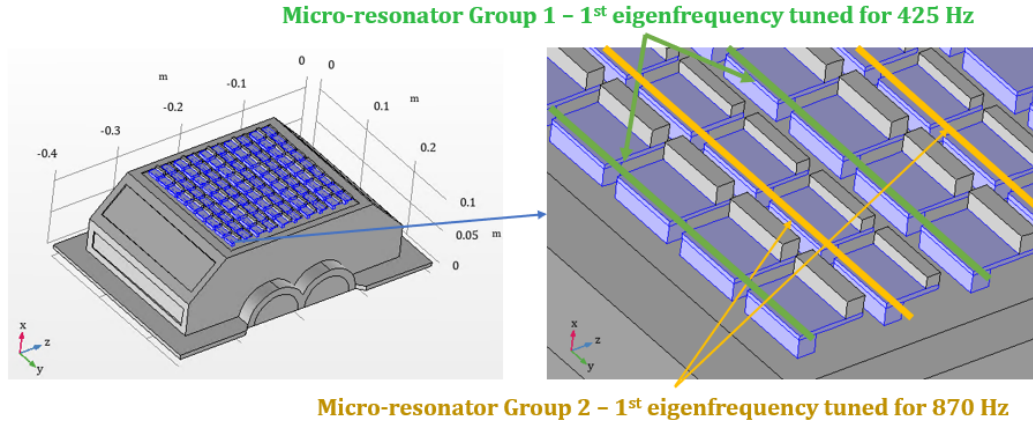 Micro-resonator Group 1 – 1st eigenfrequency tuned for 425 Hz
0
0
m
-0.1
0.1
m
-0.2
-0.3
0.2
-0.4
0.1
0.05
m
0
x
z
y
x
z
y
Micro-resonator Group 2 – 1st eigenfrequency tuned for 870 Hz